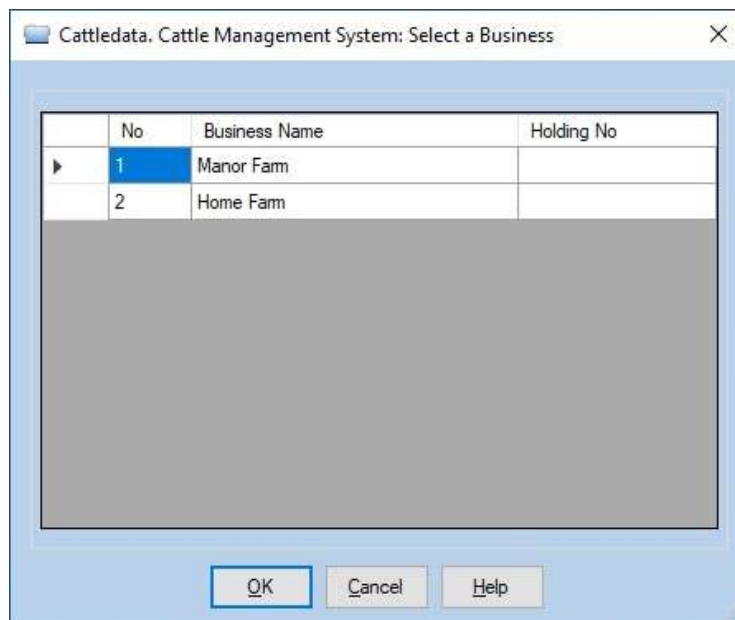 Cattledata. Cattle Management System: Select a Business
No Business Name Holding No
1 Manor Farm
2 Home Farm
OK Cancel Help